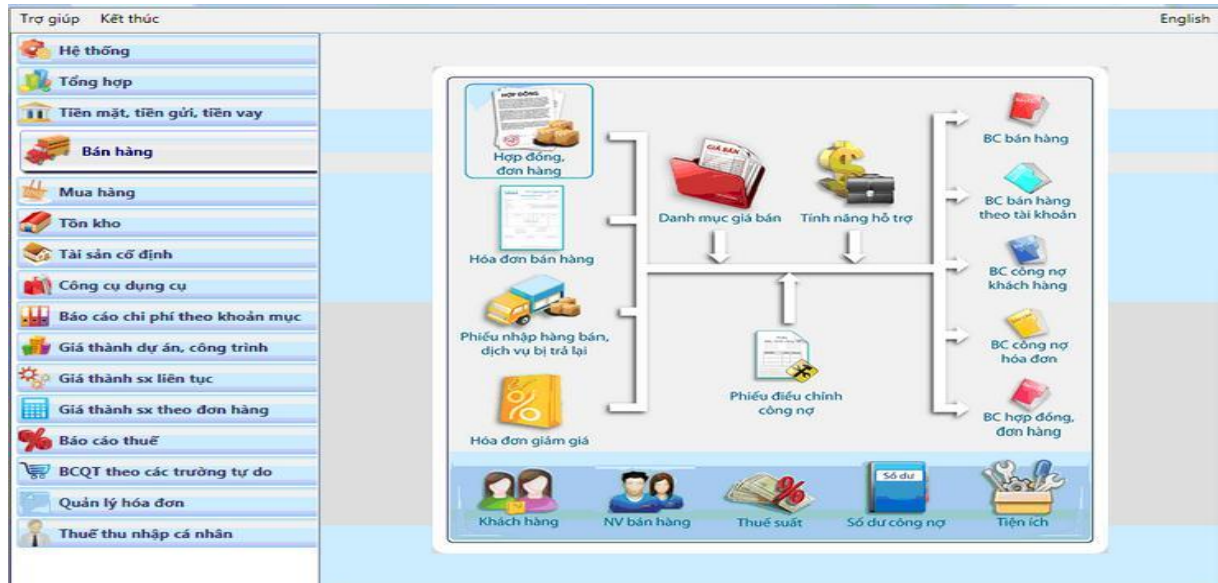 Trợ giúp Kết thúc English
Hệ thống
Tổng hợp
Tiền mặt, tiền gửi, tiền vay
Bán hàng
Mua hàng
Tồn kho
Tài sản cố định
Công cụ dụng cụ
Báo cáo chi phí theo khoản mục
Giá thành dự án, công trình
Giá thành sx liên tục
Giá thành sx theo đơn hàng
Báo cáo thuế
BCQT theo các trường tự do
Quản lý hóa đơn
Thuế thu nhập cá nhân
HỢP ĐỒNG
Hợp đồng,
đơn hàng
Hóa đơn bán hàng
Phiếu nhập hàng bán,
dịch vụ bị trả lại
Hóa đơn giảm giá
GIÁ BÁN
Danh mục giá bán
Tính năng hỗ trợ
Phiếu điều chỉnh
công nợ
BC bán hàng
BC bán hàng
theo tài khoản
BC công nợ
khách hàng
BC công nợ
hóa đơn
BC hợp đồng,
đơn hàng
Khách hàng
NV bán hàng
Thuế suất
Số dư
Số dư công nợ
Tiện ích